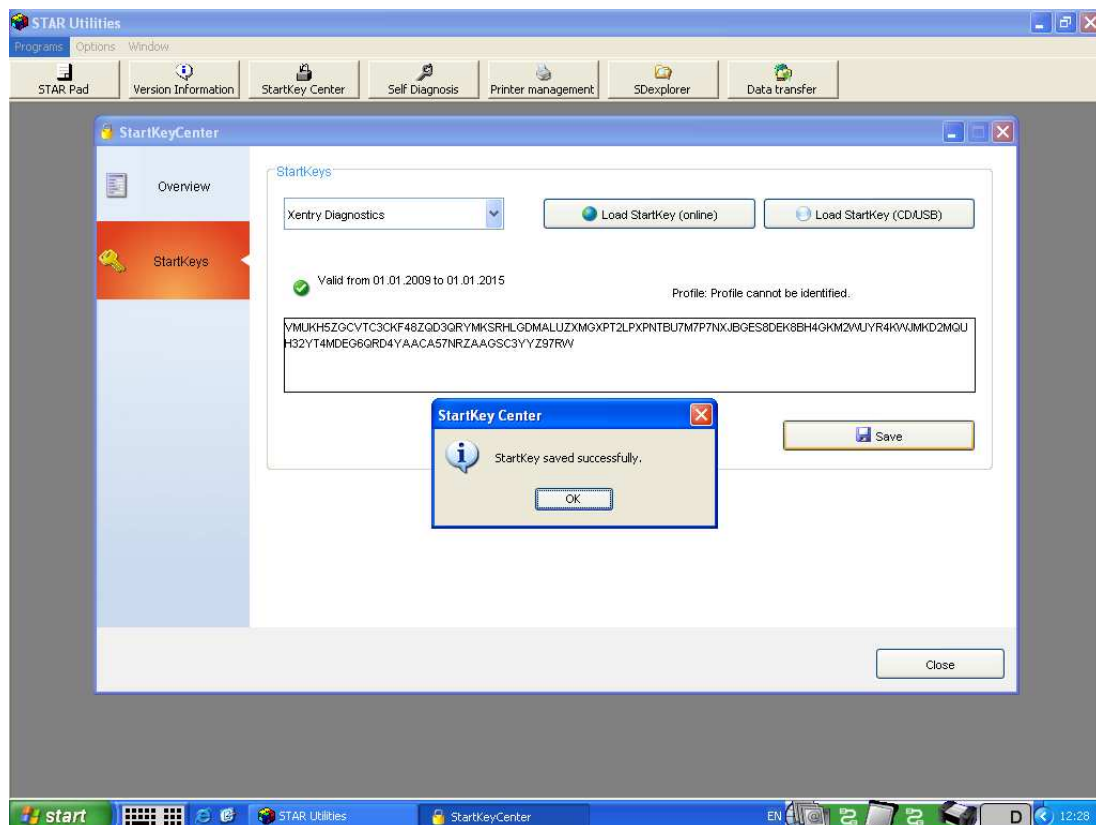 STAR Utilities
Programs Options Window
STAR Pad Version Information StartKey Center Self Diagnosis Printer management SDexplorer Data transfer
StartKeyCenter
Overview
StartKeys
StartKeys
Xentry Diagnostics
Load StartKey (online)
Load StartKey (CD/USB)
Valid from 01.01.2009 to 01.01.2015
Profile: Profile cannot be identified.
VMUKH5ZGCVTC3CKF48ZQD3QRYMKSRHLGDMALUZXMGXPT2LPXPNTBU7M7P7NXJBGES8DEK8BH4GKM2WUYR4KWJMKD2MQU
H32YT4MDEG6QRD4YAACA57NRZAAGSC3YYZ97RW
StartKey Center
StartKey saved successfully.
OK
Save
Close
start STAR Utilities StartKeyCenter EN D 12:28